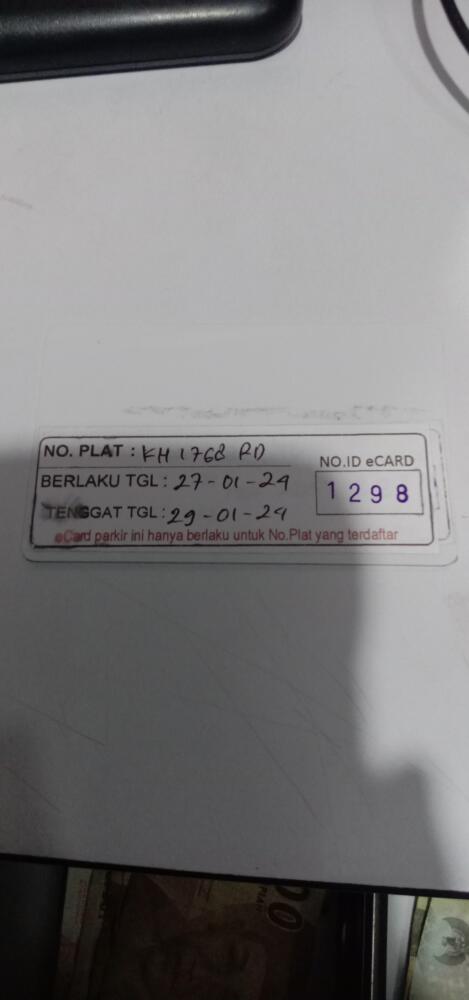 NO. PLAT : KH 1768 RD
NO.ID eCARD
BERLAKU TGL : 27-01-24
1298
TENGGAT TGL : 29-01-24
eCard parkir ini hanya berlaku untuk No.Plat yang terdaftar